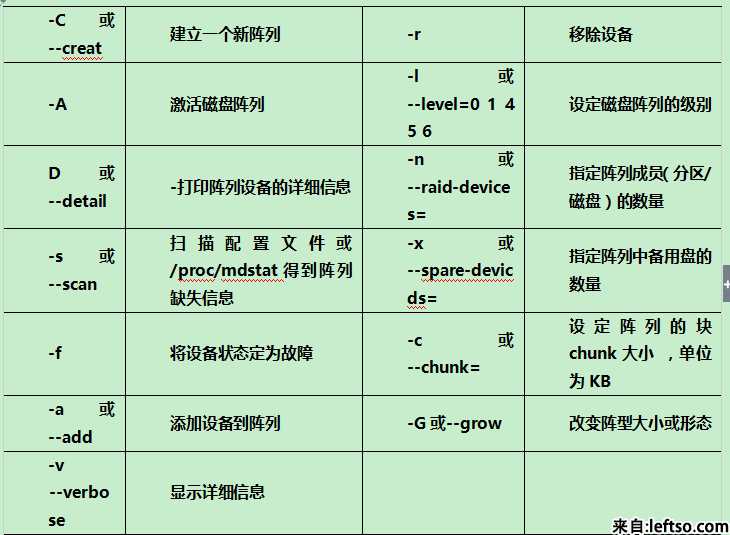 -C 或
--creat
建立一个新阵列
-r
移除设备
-A
激活磁盘阵列
-l 或
--level=0 1 4
5 6
设定磁盘阵列的级别
D 或
--detail
-打印阵列设备的详细信息
-n 或
--raid-device
s=
指定阵列成员(分区/
磁盘)的数量
-s 或
--scan
扫描配置文件或
/proc/mdstat 得到阵列
缺失信息
-x 或
--spare-devic
ds=
指定阵列中备用盘的
数量
-f
将设备状态定为故障
-c 或
--chunk=
设定阵列的块
chunk 大小 ,单位
为 KB
-a 或
--add
添加设备到阵列
-G 或--grow
改变阵型大小或形态
-v
--verbo
se
显示详细信息
来自:leftso.com